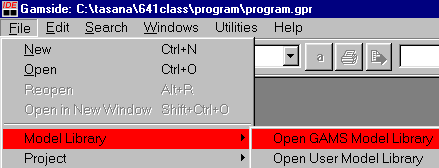 IDE Gamside: C:\tasana\641class\program\program.gpr
File Edit Search Windows Utilities Help
New Ctrl+N
a
Open Ctrl+O
Reopen Alt+R
Open in New Window Shift+Ctrl+O
Model Library Open GAMS Model Library
Project Open User Model Library